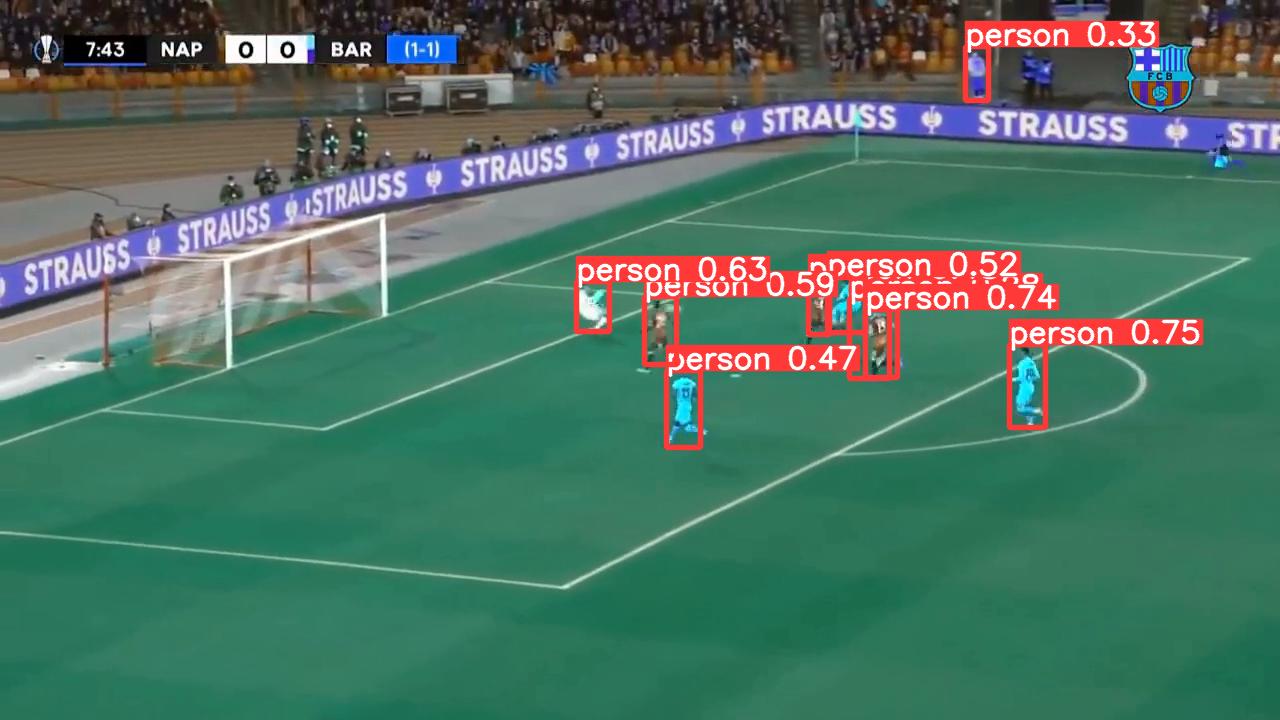 person 0.33
7:43 NAP 0 0 BAR (1-1)
FCB
STRAUSS STRAUSS STRAUSS STRAUSS STRAUSS STRAUSS STRAUSS ST
person 0.63
person 0.52
person 0.59
person 0.74
person 0.75
person 0.47